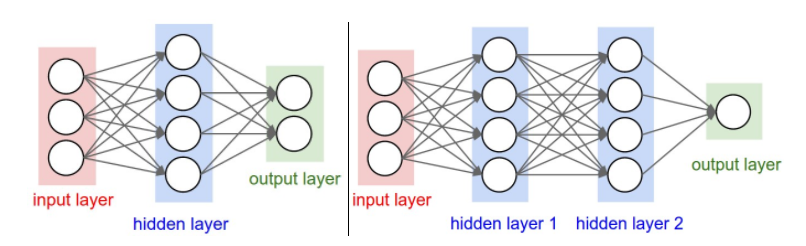 input layer
hidden layer
output layer
input layer
hidden layer 1
hidden layer 2
output layer